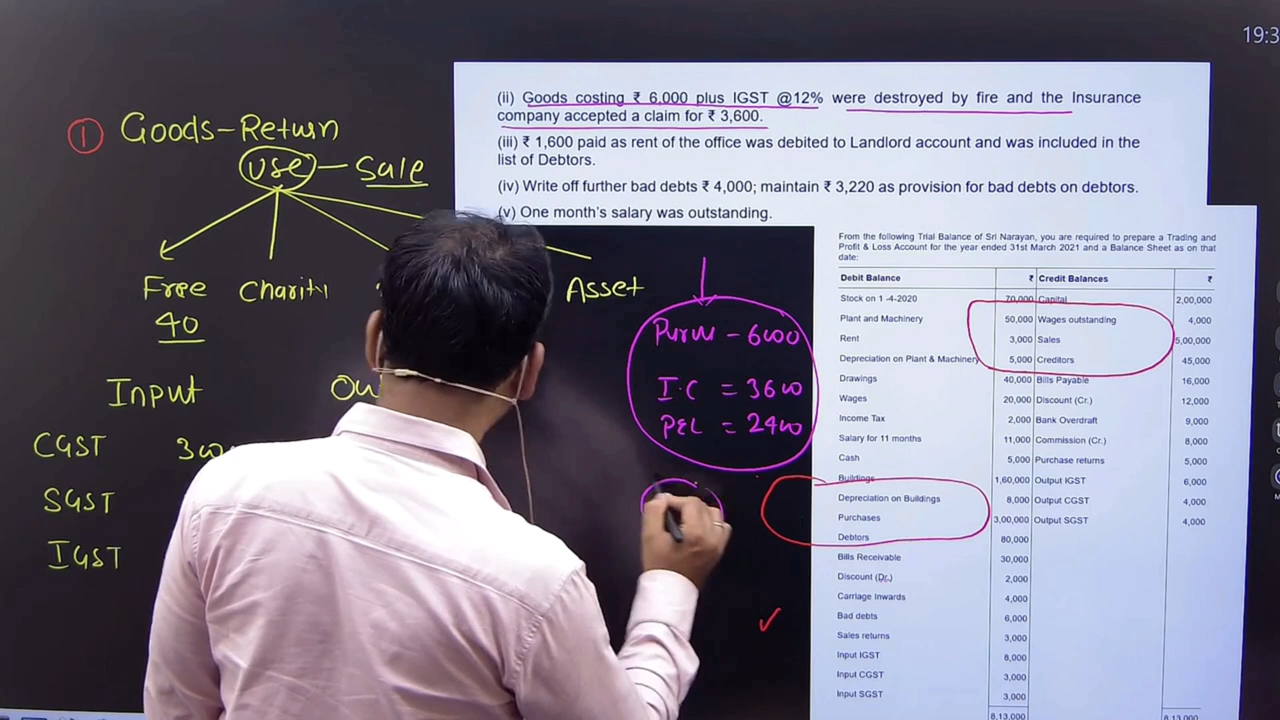 19:3
① Goods-Return
Use - Sale
Free
Charity
Asset
40
Input
Ou
CGST 300
SGST
IGST
Purw - 6000
I.C = 3600
P&L = 2400
(ii) Goods costing ₹ 6,000 plus IGST @12% were destroyed by fire and the Insurance
company accepted a claim for ₹ 3,600.
(iii) ₹ 1,600 paid as rent of the office was debited to Landlord account and was included in the
list of Debtors.
(iv) Write off further bad debts ₹ 4,000; maintain ₹ 3,220 as provision for bad debts on debtors.
(v) One month's salary was outstanding.
From the following Trial Balance of Sri Narayan, you are required to prepare a Trading and
Profit & Loss Account for the year ended 31st March 2021 and a Balance Sheet as on that
date:
Debit Balance ₹ Credit Balances ₹
Stock on 1 -4-2020 70,000 Capital 2,00,000
Plant and Machinery 50,000 Wages outstanding 4,000
Rent 3,000 Sales 5,00,000
Depreciation on Plant & Machinery 5,000 Creditors 45,000
Drawings 40,000 Bills Payable 16,000
Wages 20,000 Discount (Cr.) 12,000
Income Tax 2,000 Bank Overdraft 9,000
Salary for 11 months 11,000 Commission (Cr.) 8,000
Cash 5,000 Purchase returns 5,000
Buildings 1,60,000 Output IGST 6,000
Depreciation on Buildings 8,000 Output CGST 4,000
Purchases 3,00,000 Output SGST 4,000
Debtors 80,000
Bills Receivable 30,000
Discount (Dr.) 2,000
Carriage Inwards 4,000
Bad debts 6,000
Sales returns 3,000
Input IGST 8,000
Input CGST 3,000
Input SGST 3,000
8,13,000 8,13,000